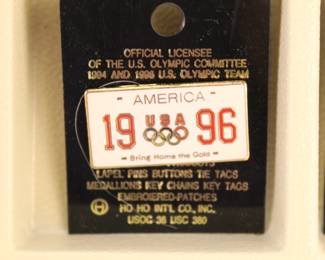 OFFICIAL LICENSEE
OF THE U.S. OLYMPIC COMMITTEE
1994 AND 1996 U.S. OLYMPIC TEAM
- AMERICA -
19 USA 96
- Bring Home the Gold -
PRODUCTS
LAPEL PINS BUTTONS TIE TACS
MEDALLIONS KEY CHAINS KEY TAGS
EMBROIDERED-PATCHES
HO-HO INT'L CO., INC.
USOC 36 USC 380